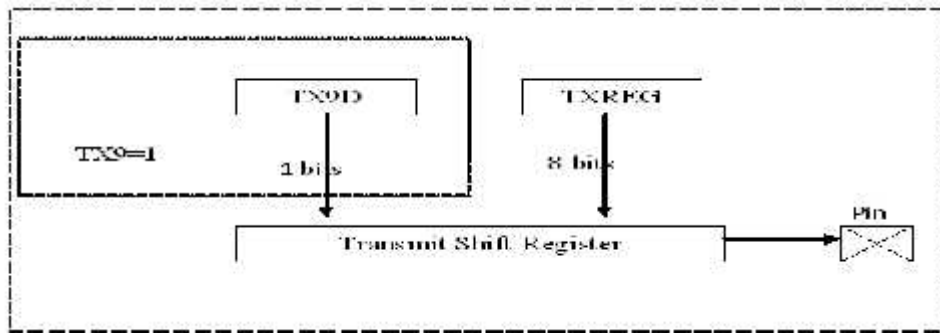 TX9D
TXREG
TX9=1
1 bits
8 bits
Pin
Transmit Shift Register